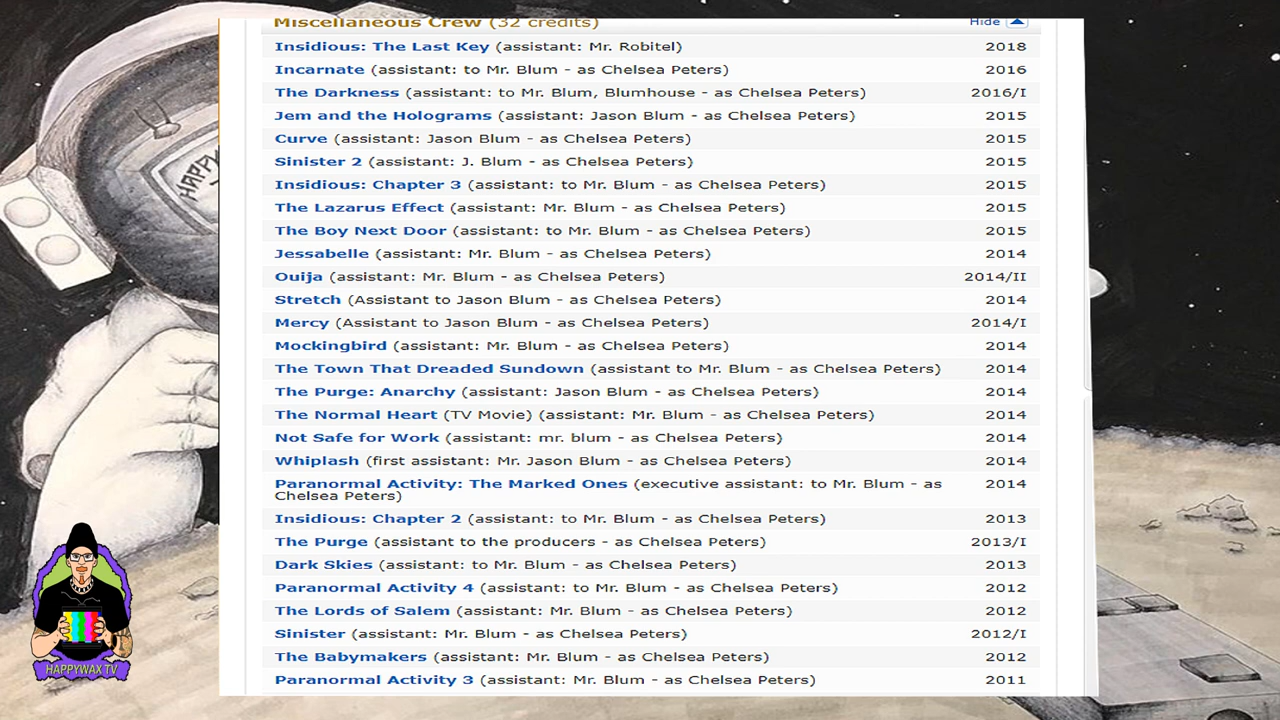 Miscellaneous Crew (32 credits) Hide
Insidious: The Last Key (assistant: Mr. Robitel) 2018
Incarnate (assistant: to Mr. Blum - as Chelsea Peters) 2016
The Darkness (assistant: to Mr. Blum, Blumhouse - as Chelsea Peters) 2016/I
Jem and the Holograms (assistant: Jason Blum - as Chelsea Peters) 2015
Curve (assistant: Jason Blum - as Chelsea Peters) 2015
Sinister 2 (assistant: J. Blum - as Chelsea Peters) 2015
Insidious: Chapter 3 (assistant: to Mr. Blum - as Chelsea Peters) 2015
The Lazarus Effect (assistant: Mr. Blum - as Chelsea Peters) 2015
The Boy Next Door (assistant: to Mr. Blum - as Chelsea Peters) 2015
Jessabelle (assistant: Mr. Blum - as Chelsea Peters) 2014
Ouija (assistant: Mr. Blum - as Chelsea Peters) 2014/II
Stretch (Assistant to Jason Blum - as Chelsea Peters) 2014
Mercy (Assistant to Jason Blum - as Chelsea Peters) 2014/I
Mockingbird (assistant: Mr. Blum - as Chelsea Peters) 2014
The Town That Dreaded Sundown (assistant to Mr. Blum - as Chelsea Peters) 2014
The Purge: Anarchy (assistant: Jason Blum - as Chelsea Peters) 2014
The Normal Heart (TV Movie) (assistant: Mr. Blum - as Chelsea Peters) 2014
Not Safe for Work (assistant: mr. blum - as Chelsea Peters) 2014
Whiplash (first assistant: Mr. Jason Blum - as Chelsea Peters) 2014
Paranormal Activity: The Marked Ones (executive assistant: to Mr. Blum - as 2014
Chelsea Peters)
Insidious: Chapter 2 (assistant: to Mr. Blum - as Chelsea Peters) 2013
The Purge (assistant to the producers - as Chelsea Peters) 2013/I
Dark Skies (assistant: to Mr. Blum - as Chelsea Peters) 2013
Paranormal Activity 4 (assistant: to Mr. Blum - as Chelsea Peters) 2012
The Lords of Salem (assistant: Mr. Blum - as Chelsea Peters) 2012
Sinister (assistant: Mr. Blum - as Chelsea Peters) 2012/I
The Babymakers (assistant: Mr. Blum - as Chelsea Peters) 2012
Paranormal Activity 3 (assistant: Mr. Blum - as Chelsea Peters) 2011
HAPPY
HAPPYWAX TV